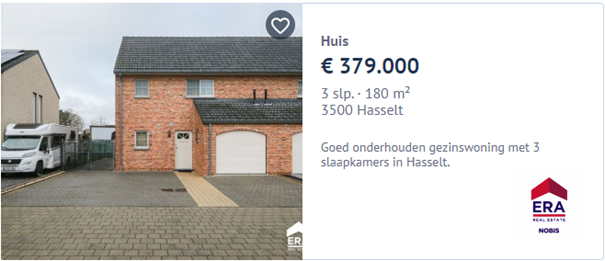 Huis
€ 379.000
3 slp. · 180 m²
3500 Hasselt
Goed onderhouden gezinswoning met 3
slaapkamers in Hasselt.
ERA
REAL ESTATE
NOBIS
ERA